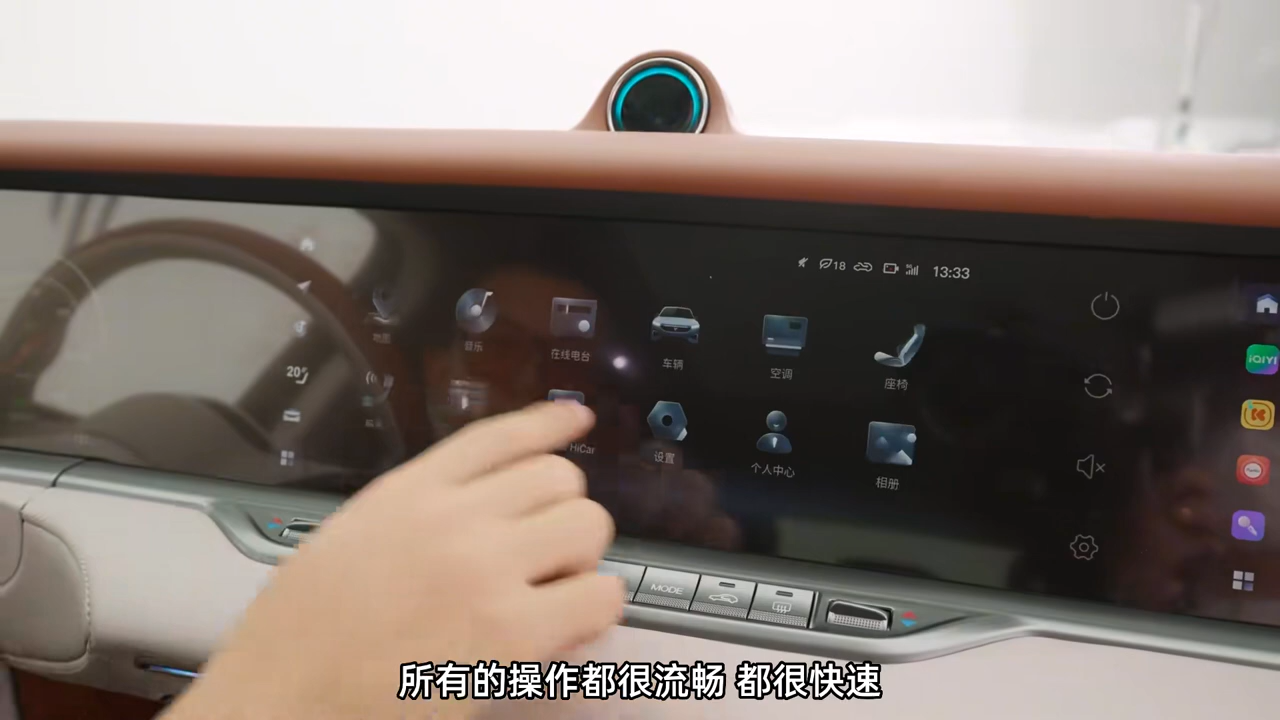 18 13:33
地图
音乐
在线电台
车辆
空调
座椅
20°
HiCar
设置
个人中心
相册
iQIYI
MODE
所有的操作都很流畅 都很快速